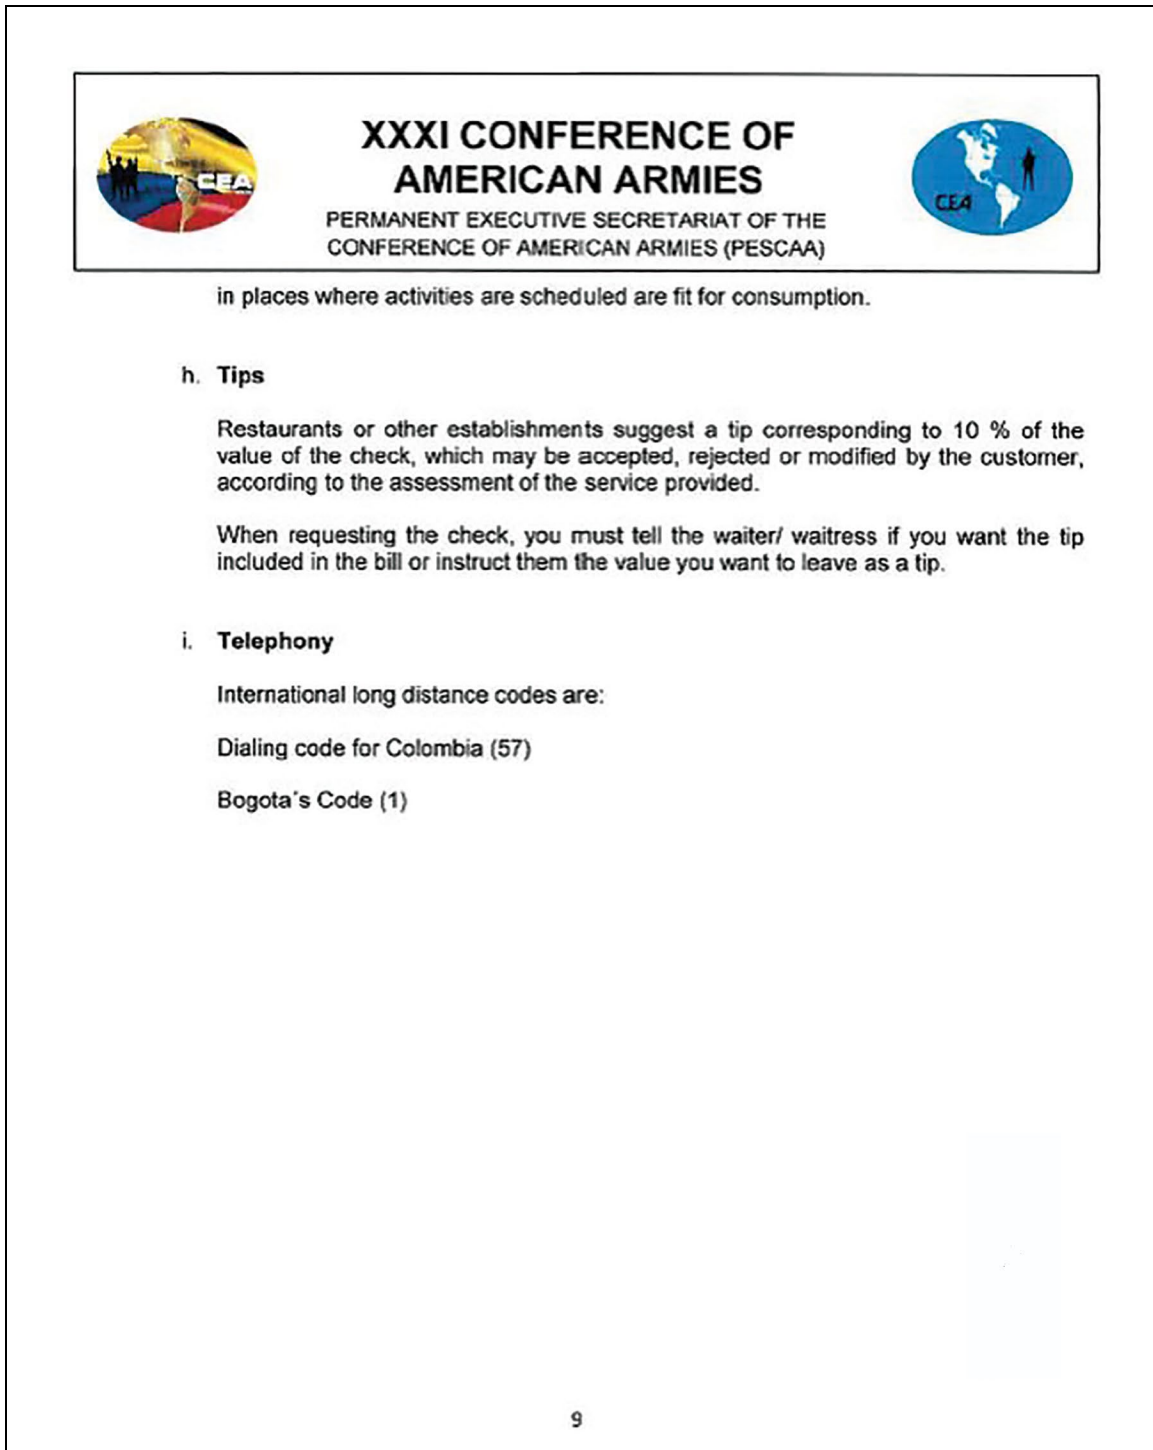 CEA
XXXI CONFERENCE OF
AMERICAN ARMIES
PERMANENT EXECUTIVE SECRETARIAT OF THE
CONFERENCE OF AMERICAN ARMIES (PESCAA)
CEA
in places where activities are scheduled are fit for consumption.
h. Tips
Restaurants or other establishments suggest a tip corresponding to 10 % of the
value of the check, which may be accepted, rejected or modified by the customer,
according to the assessment of the service provided.
When requesting the check, you must tell the waiter/ waitress if you want the tip
included in the bill or instruct them the value you want to leave as a tip.
i. Telephony
International long distance codes are:
Dialing code for Colombia (57)
Bogota´s Code (1)
9